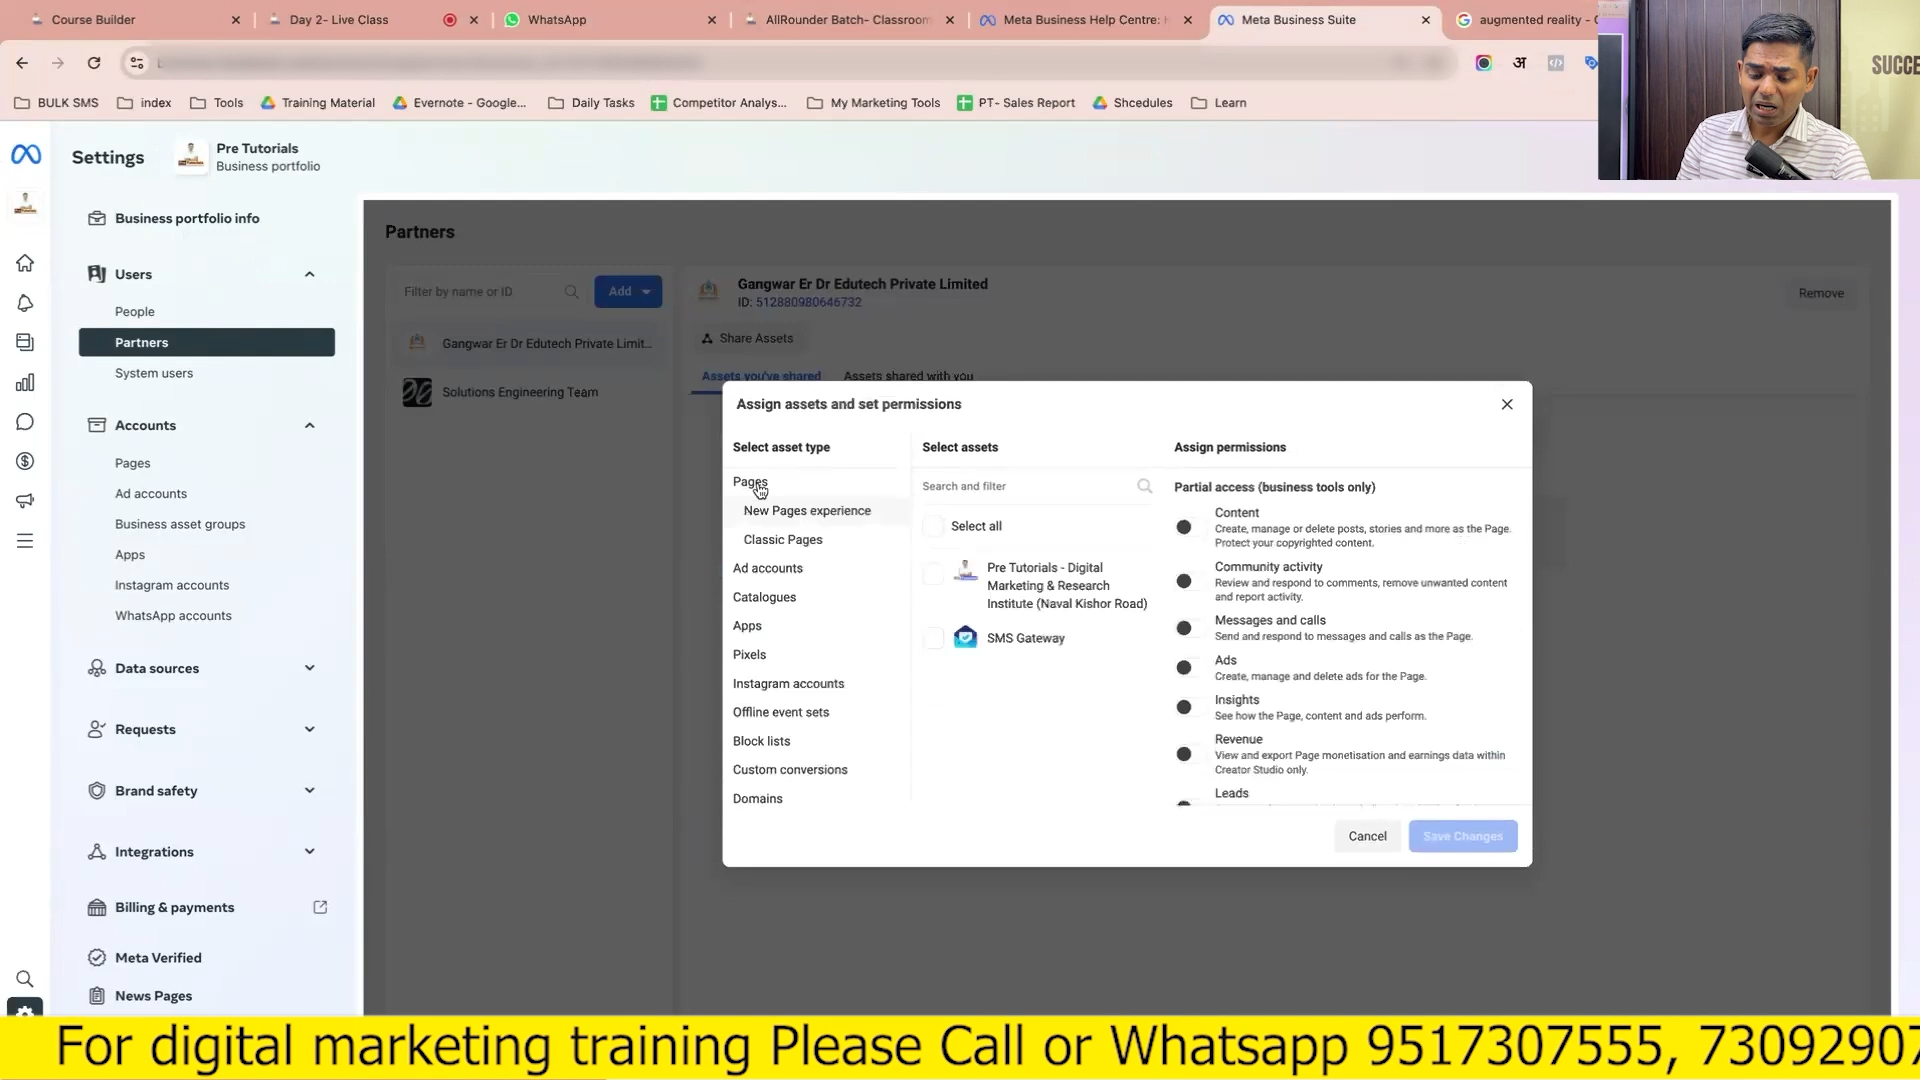 Course Builder
Day 2- Live Class
WhatsApp
AllRounder Batch- Classroom
Meta Business Help Centre:
Meta Business Suite
augmented reality -
BULK SMS
index
Tools
Training Material
Evernote - Google...
Daily Tasks
Competitor Analys...
My Marketing Tools
PT- Sales Report
Shcedules
Learn
अ
SUCCE
Settings
Pre Tutorials
Business portfolio
Business portfolio info
Users
People
Partners
System users
Accounts
Pages
Ad accounts
Business asset groups
Apps
Instagram accounts
WhatsApp accounts
Data sources
Requests
Brand safety
Integrations
Billing & payments
Meta Verified
News Pages
Partners
Filter by name or ID
Add
Gangwar Er Dr Edutech Private Limit...
Solutions Engineering Team
Gangwar Er Dr Edutech Private Limited
ID: 512880980646732
Remove
Share Assets
Assets you've shared
Assets shared with you
Assign assets and set permissions
Select asset type
Pages
New Pages experience
Classic Pages
Ad accounts
Catalogues
Apps
Pixels
Instagram accounts
Offline event sets
Block lists
Custom conversions
Domains
Select assets
Search and filter
Select all
Pre Tutorials - Digital
Marketing & Research
Institute (Naval Kishor Road)
SMS Gateway
Assign permissions
Partial access (business tools only)
Content
Create, manage or delete posts, stories and more as the Page.
Protect your copyrighted content.
Community activity
Review and respond to comments, remove unwanted content
and report activity.
Messages and calls
Send and respond to messages and calls as the Page.
Ads
Create, manage and delete ads for the Page.
Insights
See how the Page, content and ads perform.
Revenue
View and export Page monetisation and earnings data within
Creator Studio only.
Leads
Cancel
Save Changes
For digital marketing training Please Call or Whatsapp 9517307555, 73092907